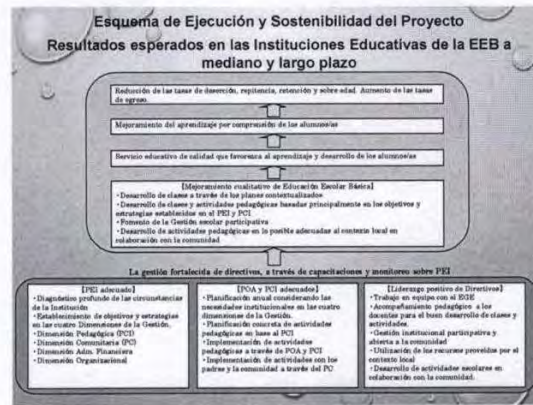 Esquema de Ejecución y Sostenibilidad del Proyecto
Resultados esperados en las Instituciones Educativas de la EEB a
mediano y largo plazo
Reducción de las tasas de deserción, repitencia, retención y sobre edad. Aumento de las tasas
de egreso.
Mejoramiento del aprendizaje por comprensión de los alumnos/as
Servicio educativo de calidad que favorezca al aprendizaje y desarrollo de los alumnos/as
【Mejoramiento cualitativo de Educación Escolar Básica】
・Desarrollo de clases a través de los planes contextualizados.
・Desarrollo de clases y actividades pedagógicas basadas principalmente en los objetivos y
estrategias establecidos en el PEI y PCI
・Fomento de la Gestión escolar participativa
・Desarrollo de actividades pedagógicas en lo posible adecuadas al contexto local en
colaboración con la comunidad
La gestión fortalecida de directivos, a través de capacitaciones y monitoreo sobre PEI
【PEI adecuado】
・Diagnóstico profundo de las circunstancias
de la Institución
・Establecimiento de objetivos y estrategias
en las cuatro Dimensiones de la Gestión.
・Dimensión Pedagógica (PCI)
・Dimensión Comunitaria (PC)
・Dimensión Adm. Financiera
・Dimensión Organizacional
【POA y PCI adecuados】
・Planificación anual considerando las
necesidades institucionales en las cuatro
dimensiones de la Gestión.
・Planificación concreta de actividades
pedagógicas en base al PCI
・Implementación de actividades
pedagógicas a través de POA y PCI
・Implementación de actividades con los
padres y la comunidad a través del PC
【Liderazgo positivo de Directivos】
・Trabajo en equipo con el EGE
・Acompañamiento pedagógico a los
docentes para el buen desarrollo de clases y
actividades.
・Gestión institucional participativa y
abierta a la comunidad
・Utilización de los recursos proveídos por el
contexto local
・Desarrollo de actividades escolares en
colaboración con la comunidad.